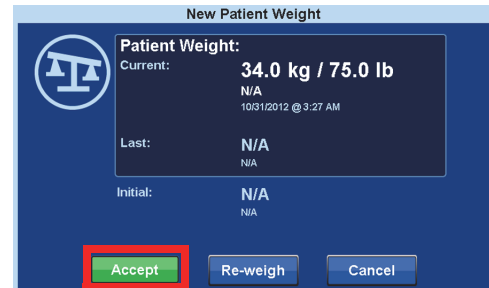 New Patient Weight
Patient Weight:
Current:
34.0 kg / 75.0 lb
N/A
10/31/2012 @ 3:27 AM
Last:
N/A
N/A
Initial:
N/A
N/A
Accept
Re-weigh
Cancel